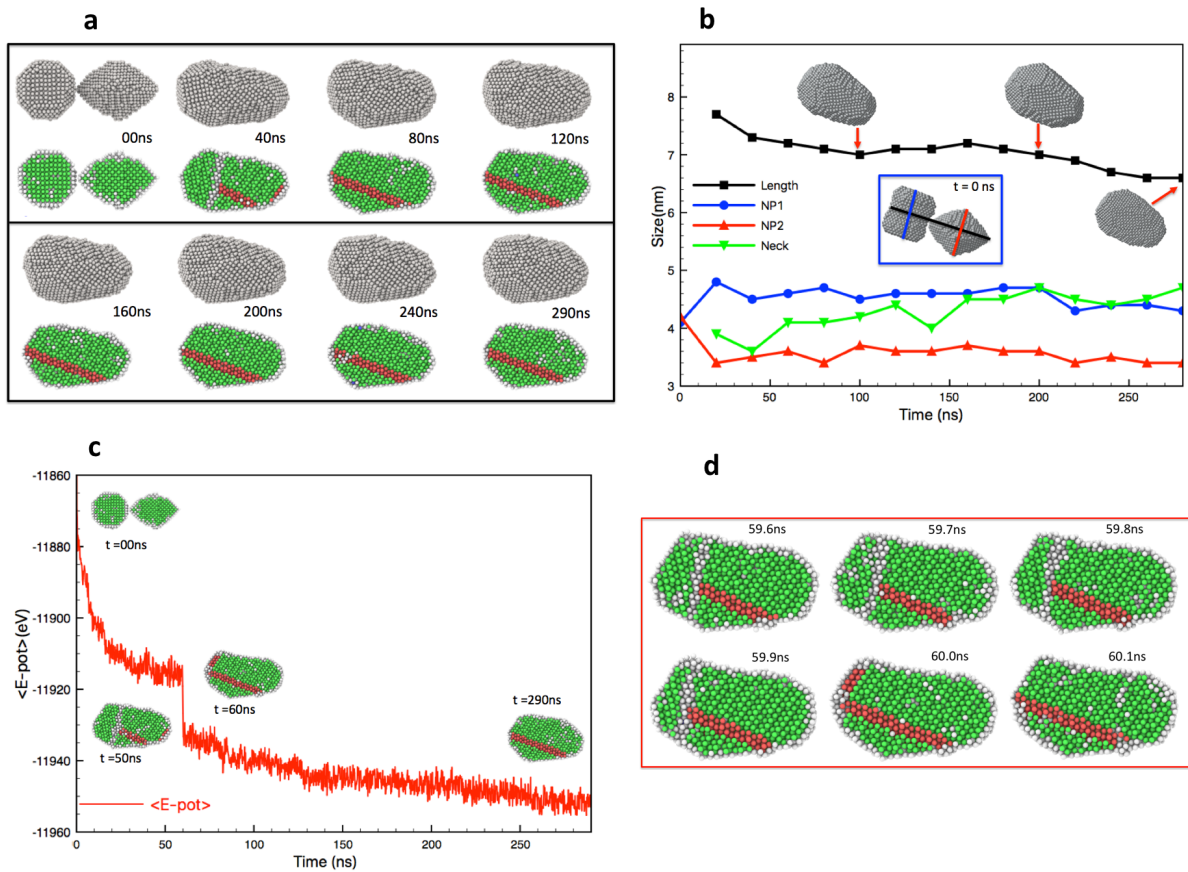 a
00ns
40ns
80ns
120ns
160ns
200ns
240ns
290ns
b
Size(nm)
8
7
6
5
4
3
Length
NP1
NP2
Neck
t = 0 ns
0
50
100
150
200
250
Time (ns)
c
<E-pot> (eV)
-11860
-11880
-11900
-11920
-11940
-11960
t =00ns
t =60ns
t =50ns
t =290ns
<E-pot>
0
50
100
150
200
250
Time (ns)
d
59.6ns
59.7ns
59.8ns
59.9ns
60.0ns
60.1ns